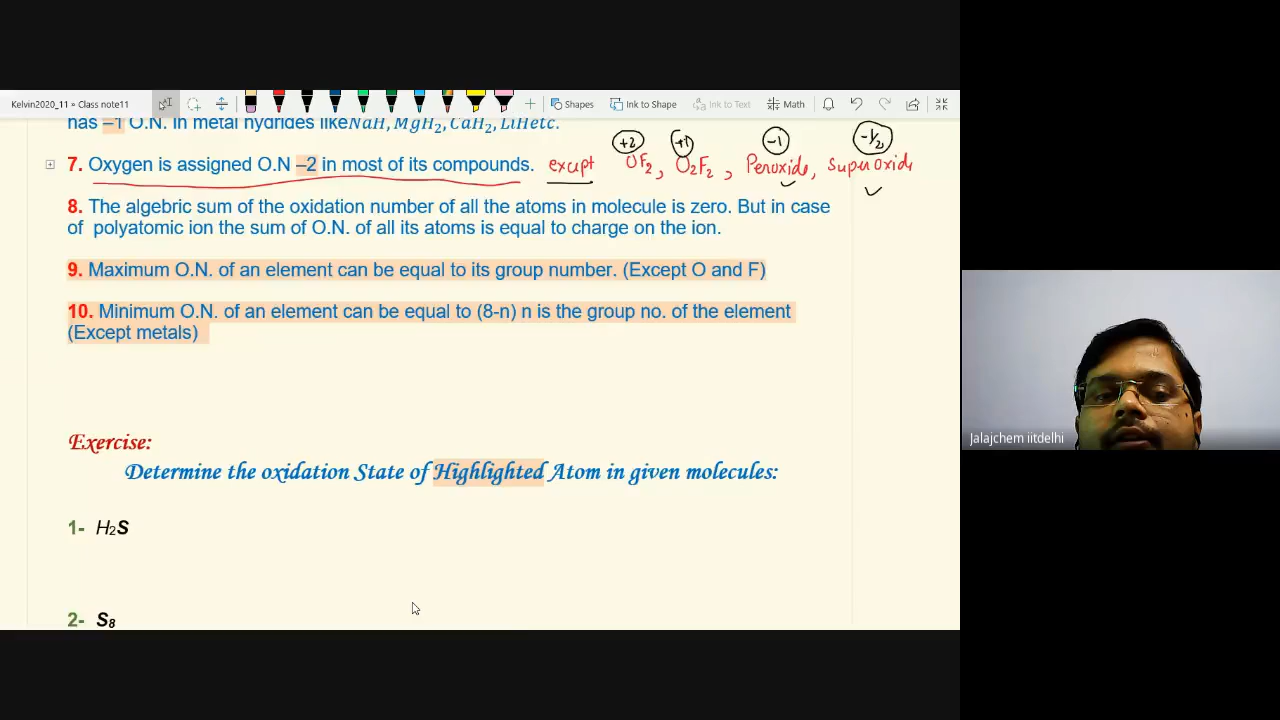 Kelvin2020_11 » Class note11
Shapes
Ink to Shape
Ink to Text
Math
has –1 O.N. In metal hydrides likeNaH, MgH₂, CaH₂, LiHetc.
+2 +1 -1 -1/2
7. Oxygen is assigned O.N –2 in most of its compounds. except OF₂, O₂F₂, Peroxide, Superoxide
8. The algebric sum of the oxidation number of all the atoms in molecule is zero. But in case
of polyatomic ion the sum of O.N. of all its atoms is equal to charge on the ion.
9. Maximum O.N. of an element can be equal to its group number. (Except O and F)
10. Minimum O.N. of an element can be equal to (8-n) n is the group no. of the element
(Except metals)
Exercise:
Determine the oxidation State of Highlighted Atom in given molecules:
1- H₂S
2- S₈
Jalajchem iitdelhi